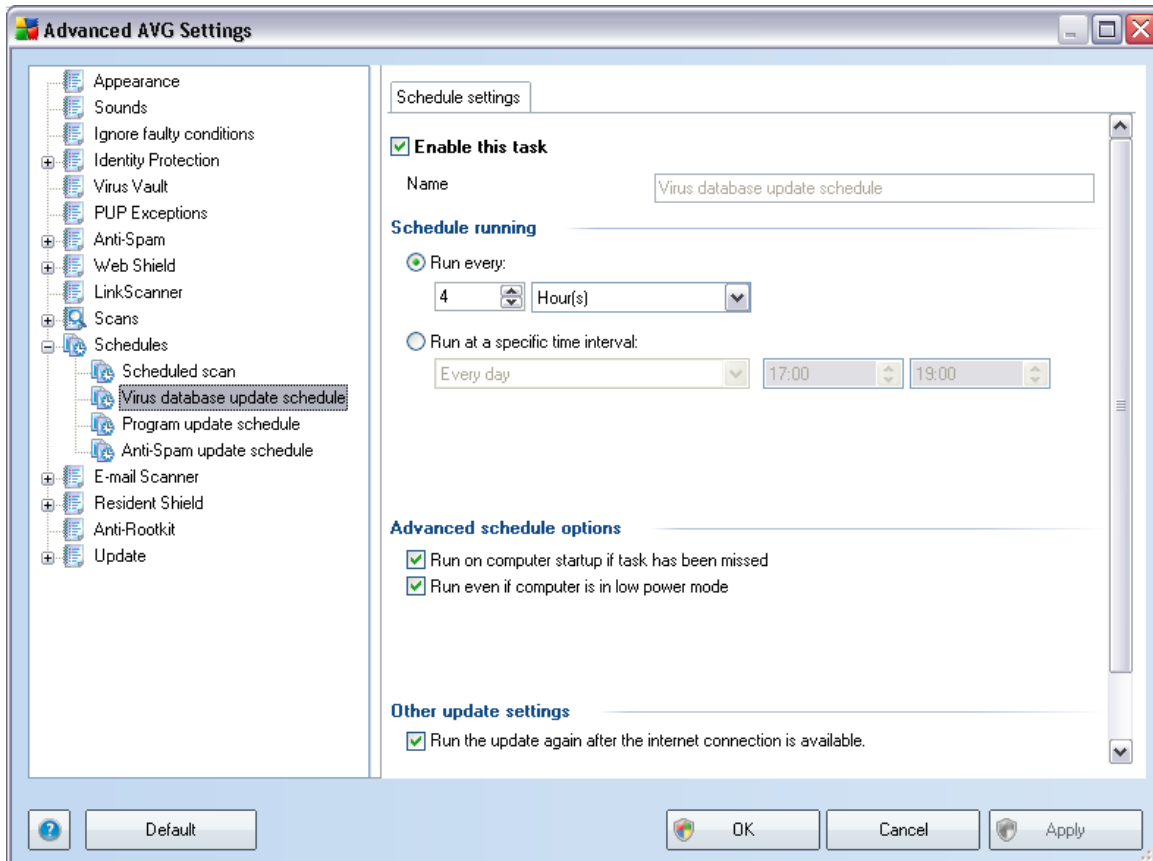 Advanced AVG Settings
Appearance
Sounds
Ignore faulty conditions
Identity Protection
Virus Vault
PUP Exceptions
Anti-Spam
Web Shield
LinkScanner
Scans
Schedules
Scheduled scan
Virus database update schedule
Program update schedule
Anti-Spam update schedule
E-mail Scanner
Resident Shield
Anti-Rootkit
Update
Schedule settings
Enable this task
Name Virus database update schedule
Schedule running
Run every:
4 Hour(s)
Run at a specific time interval:
Every day 17:00 19:00
Advanced schedule options
Run on computer startup if task has been missed
Run even if computer is in low power mode
Other update settings
Run the update again after the internet connection is available.
? Default OK Cancel Apply